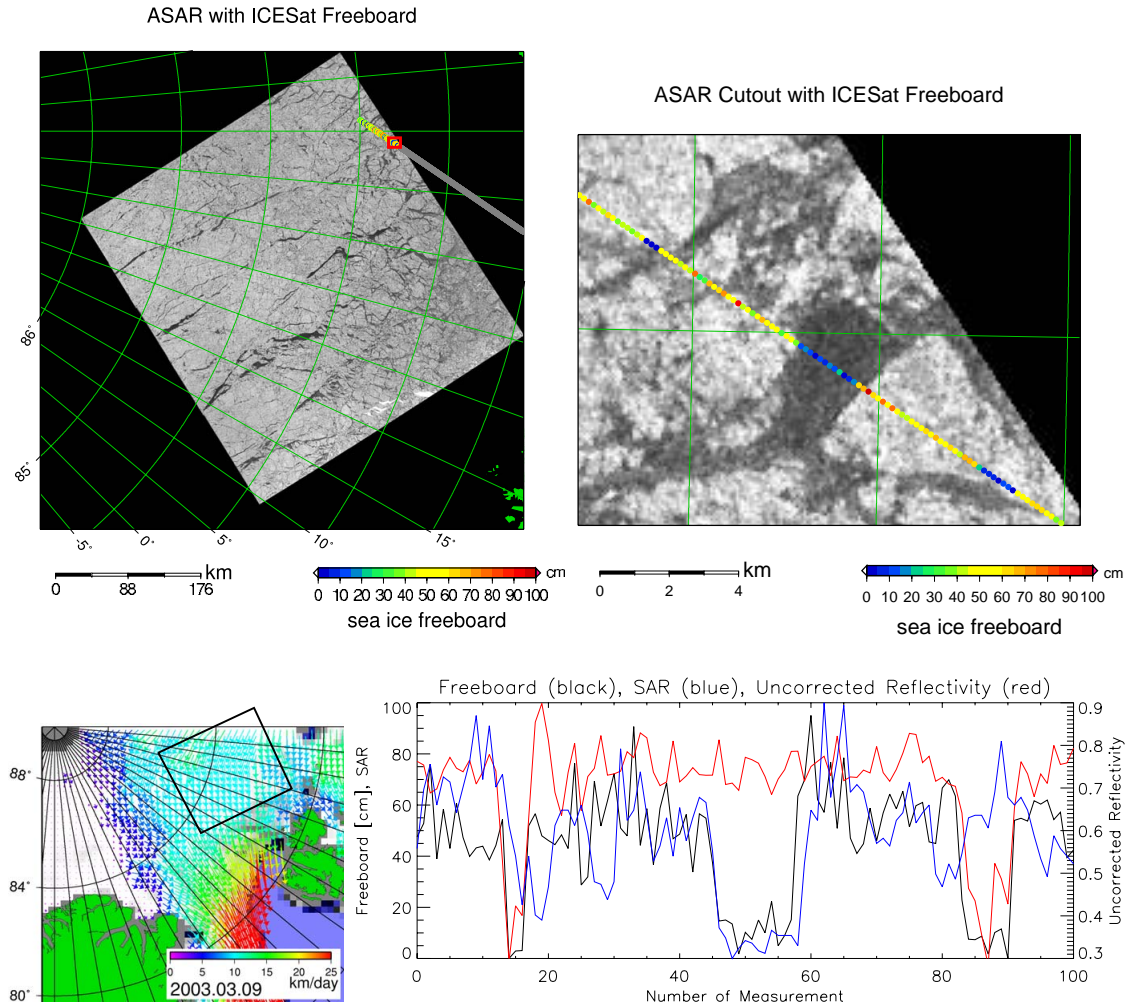 ASAR with ICESat Freeboard
86°
85°
-5° 0° 5° 10° 15°
km
0 88 176
cm
0 10 20 30 40 50 60 70 80 90 100
sea ice freeboard
ASAR Cutout with ICESat Freeboard
km
0 2 4
cm
0 10 20 30 40 50 60 70 80 90 100
sea ice freeboard
88°
84°
80°
0 5 10 15 20 25
km/day
2003.03.09
Freeboard (black), SAR (blue), Uncorrected Reflectivity (red)
Freeboard [cm], SAR
100
80
60
40
20
0
0 20 40 60 80 100
Number of Measurement
0.9
0.8
0.7
0.6
0.5
0.4
0.3
Uncorrected Reflectivity